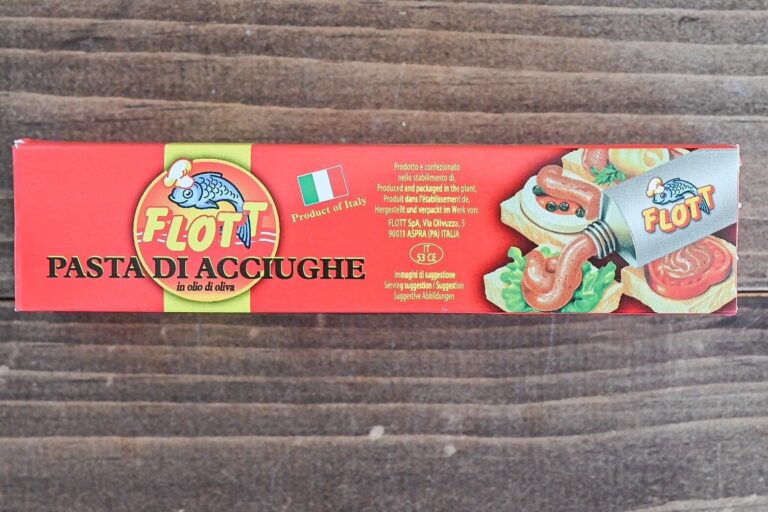 FLOTT
PASTA DI ACCIUGHE
in olio di oliva
Product of Italy
Prodotto e confezionato
nello stabilimento di,
Produced and packaged in the plant,
Produit dans l'établissement de,
Hergestellt und verpackt im Werk von:
FLOTT SpA, Via Olivuzza, 5
90011 ASPRA (PA) ITALIA
IT
53 CE
Immagini di suggestione
Serving suggestion / Suggestion
Suggestive Abbildungen
FLOTT